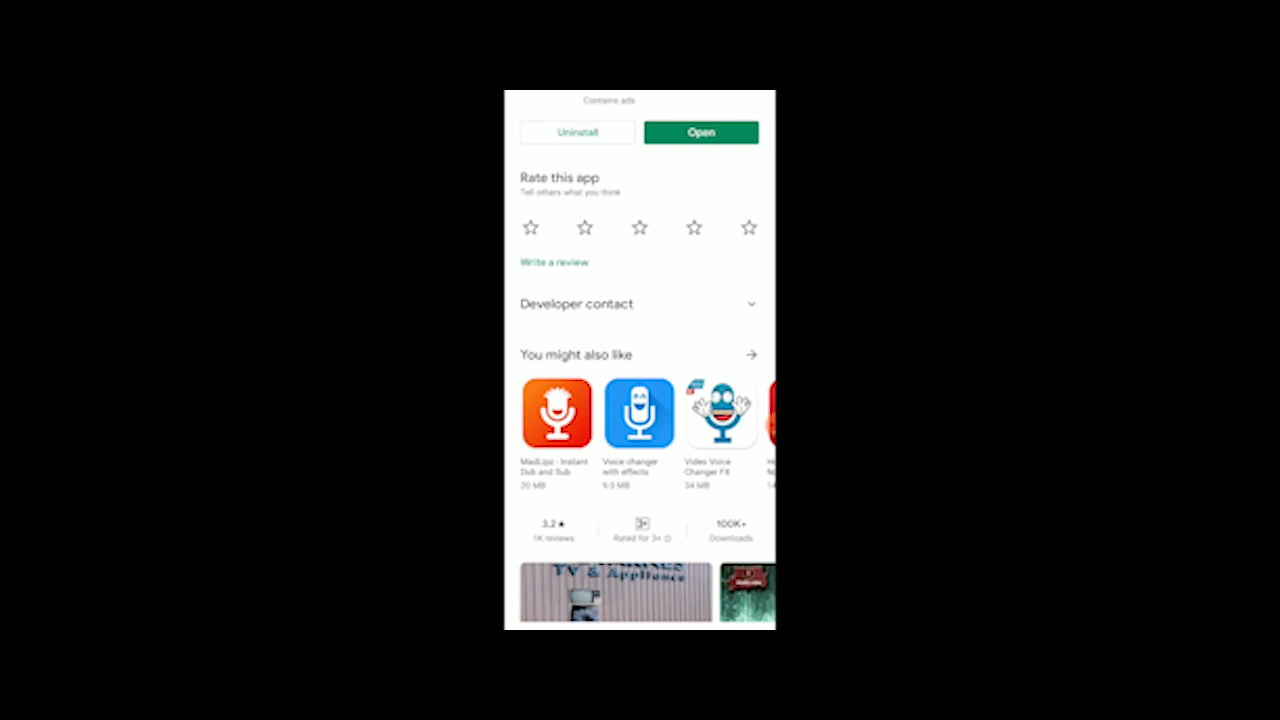 Contains ads
Uninstall
Open
Rate this app
Tell others what you think
Write a review
Developer contact
You might also like
MadLipz - Instant
Dub and Sub
20 MB
Voice changer
with effects
9.0 MB
Video Voice
Changer FX
34 MB
3.2★
1K reviews
3+
Rated for 3+
100K+
Downloads
TV & Appliance